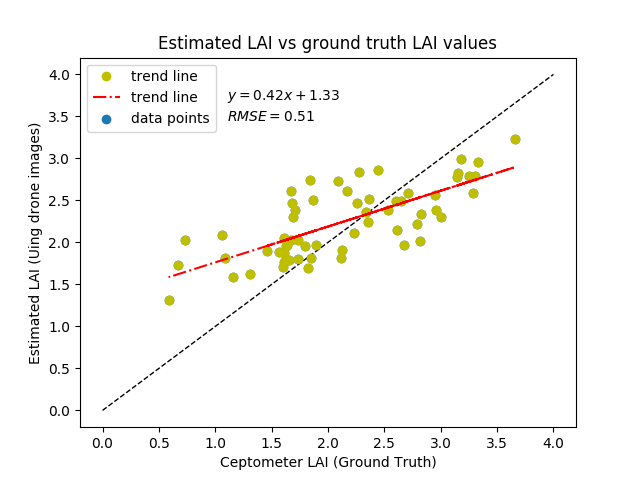 Estimated LAI vs ground truth LAI values
trend line
trend line
data points
y = 0.42x + 1.33
RMSE = 0.51
Estimated LAI (Uing drone images)
4.0
3.5
3.0
2.5
2.0
1.5
1.0
0.5
0.0
0.0 0.5 1.0 1.5 2.0 2.5 3.0 3.5 4.0
Ceptometer LAI (Ground Truth)